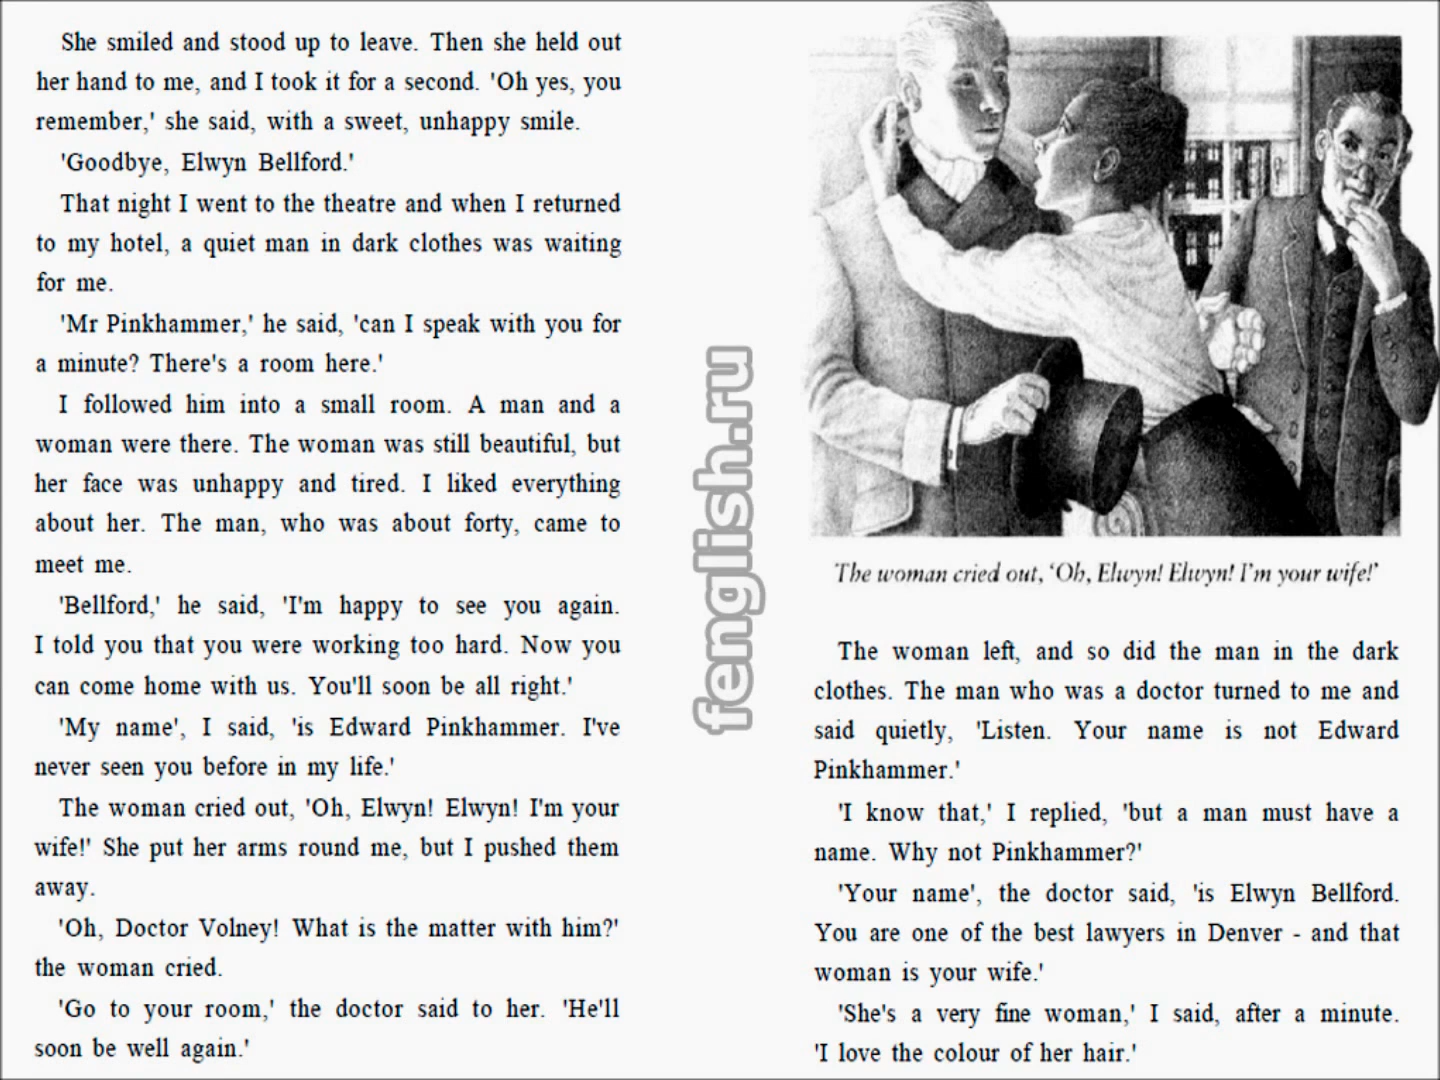 She smiled and stood up to leave. Then she held out
her hand to me, and I took it for a second. 'Oh yes, you
remember,' she said, with a sweet, unhappy smile.
'Goodbye, Elwyn Bellford.'
That night I went to the theatre and when I returned
to my hotel, a quiet man in dark clothes was waiting
for me.
'Mr Pinkhammer,' he said, 'can I speak with you for
a minute? There's a room here.'
I followed him into a small room. A man and a
woman were there. The woman was still beautiful, but
her face was unhappy and tired. I liked everything
about her. The man, who was about forty, came to
meet me.
'Bellford,' he said, 'I'm happy to see you again.
I told you that you were working too hard. Now you
can come home with us. You'll soon be all right.'
'My name', I said, 'is Edward Pinkhammer. I've
never seen you before in my life.'
The woman cried out, 'Oh, Elwyn! Elwyn! I'm your
wife!' She put her arms round me, but I pushed them
away.
'Oh, Doctor Volney! What is the matter with him?'
the woman cried.
'Go to your room,' the doctor said to her. 'He'll
soon be well again.'
fenglish.ru
The woman cried out, ‘Oh, Elwyn! Elwyn! I'm your wife!’
The woman left, and so did the man in the dark
clothes. The man who was a doctor turned to me and
said quietly, 'Listen. Your name is not Edward
Pinkhammer.'
'I know that,' I replied, 'but a man must have a
name. Why not Pinkhammer?'
'Your name', the doctor said, 'is Elwyn Bellford.
You are one of the best lawyers in Denver - and that
woman is your wife.'
'She's a very fine woman,' I said, after a minute.
'I love the colour of her hair.'